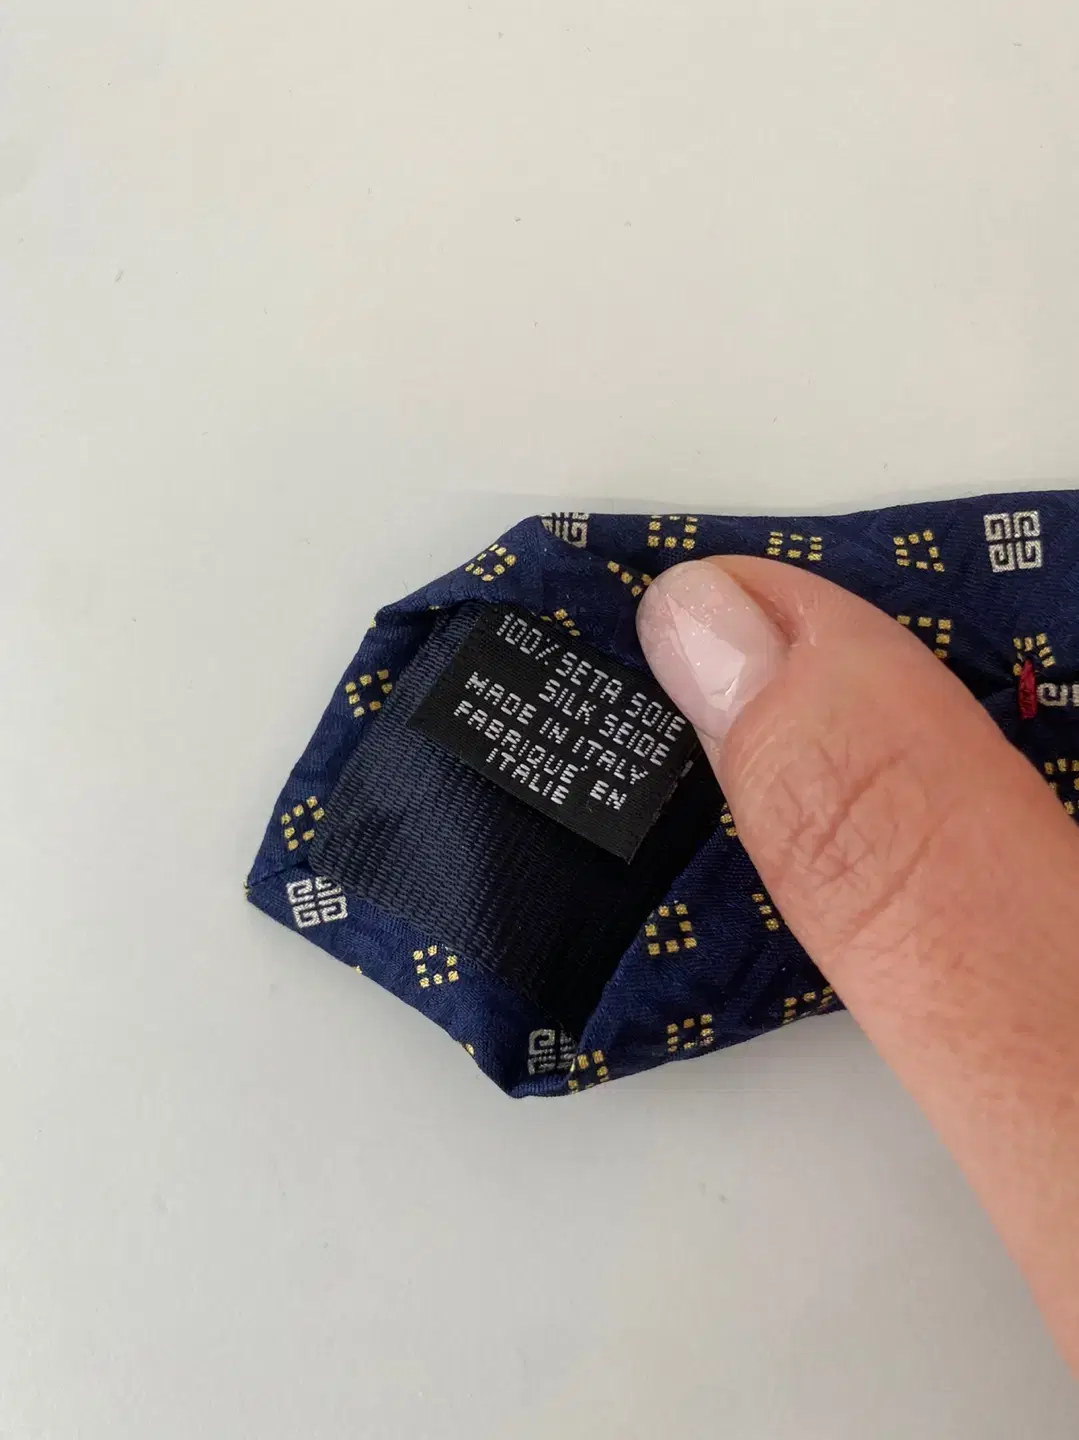 100% SETA SOIE
SILK SEIDE
MADE IN ITALY
FABRIQUE' EN
ITALIE